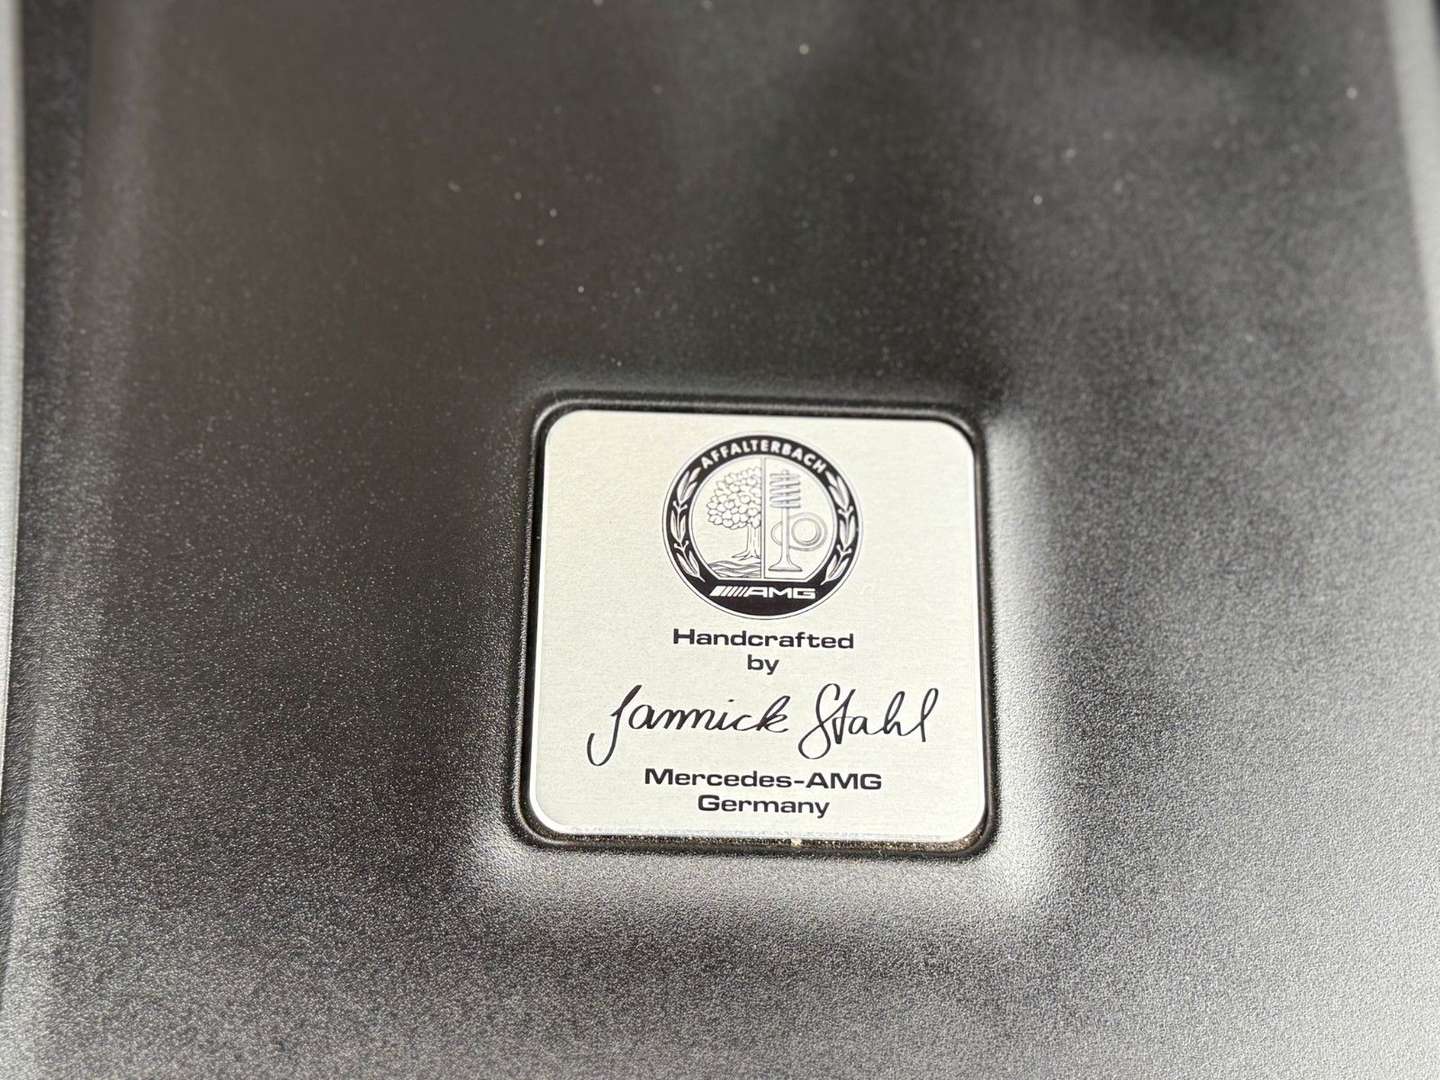 AFFALTERBACH
AMG
Handcrafted
by
Jannick Stahl
Mercedes-AMG
Germany